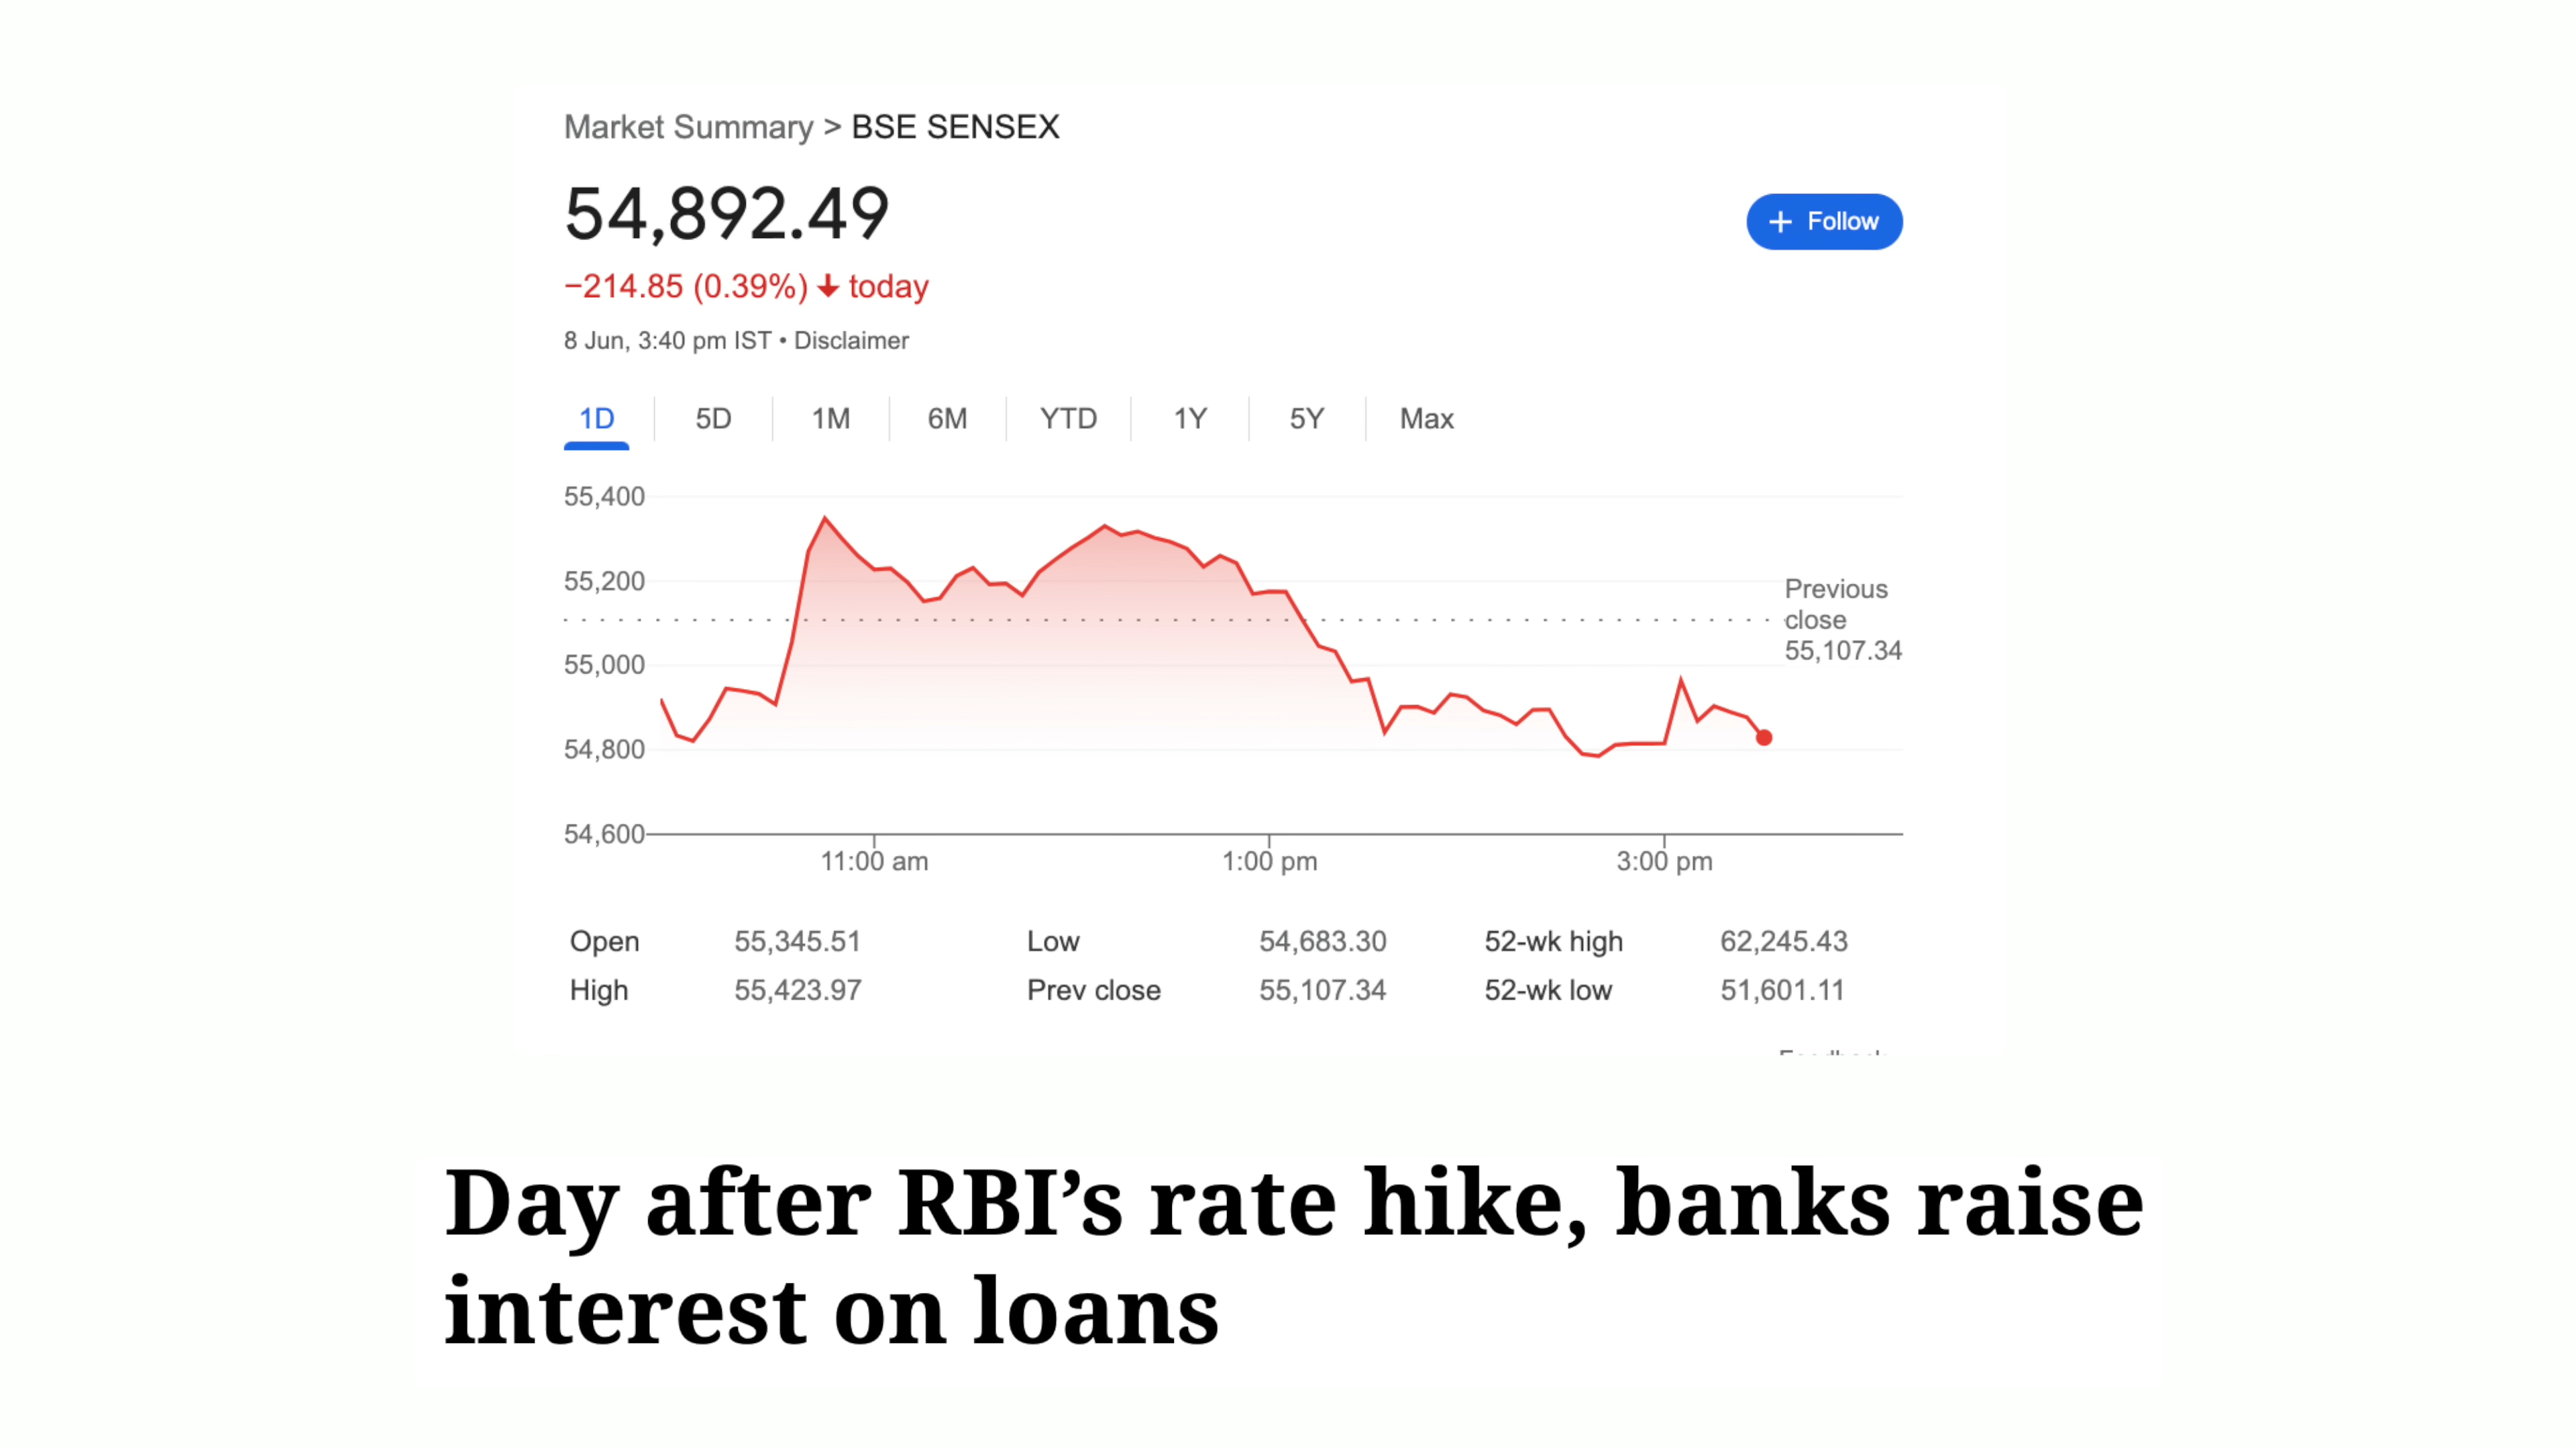 Market Summary > BSE SENSEX
54,892.49
+ Follow
−214.85 (0.39%) ↓ today
8 Jun, 3:40 pm IST • Disclaimer
1D 5D 1M 6M YTD 1Y 5Y Max
55,400
55,200
Previous
close
55,107.34
55,000
54,800
54,600
11:00 am 1:00 pm 3:00 pm
Open 55,345.51 Low 54,683.30 52-wk high 62,245.43
High 55,423.97 Prev close 55,107.34 52-wk low 51,601.11
Day after RBI’s rate hike, banks raise
interest on loans